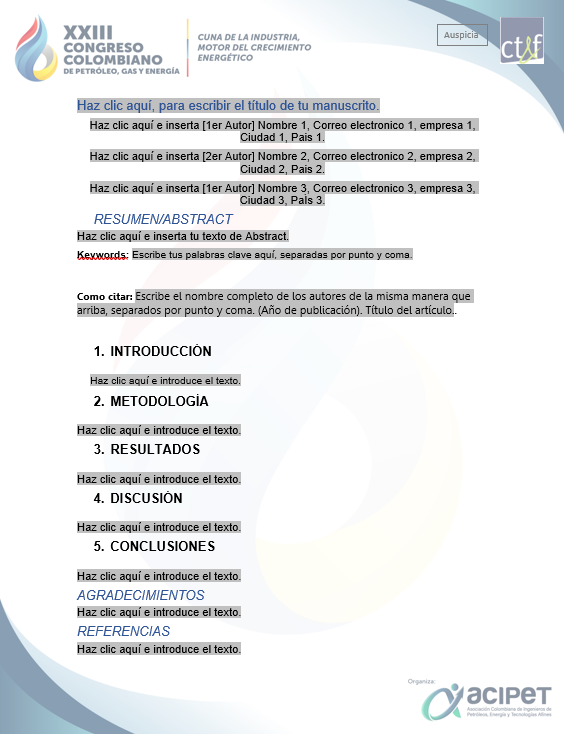 XXIII
CONGRESO
COLOMBIANO
DE PETRÓLEO, GAS Y ENERGÍA
CUNA DE LA INDUSTRIA,
MOTOR DEL CRECIMIENTO
ENERGÉTICO
Auspicia
ct&f
Haz clic aquí, para escribir el título de tu manuscrito.
Haz clic aquí e inserta [1er Autor] Nombre 1, Correo electronico 1, empresa 1,
Ciudad 1, Pais 1.
Haz clic aquí e inserta [2er Autor] Nombre 2, Correo electronico 2, empresa 2,
Ciudad 2, Pais 2.
Haz clic aquí e inserta [1er Autor] Nombre 3, Correo electronico 3, empresa 3,
Ciudad 3, País 3.
RESUMEN/ABSTRACT
Haz clic aquí e inserta tu texto de Abstract.
Keywords: Escribe tus palabras clave aquí, separadas por punto y coma.
Como citar: Escribe el nombre completo de los autores de la misma manera que
arriba, separados por punto y coma. (Año de publicación). Título del artículo..
1. INTRODUCCIÓN
Haz clic aquí e introduce el texto.
2. METODOLOGÍA
Haz clic aquí e introduce el texto.
3. RESULTADOS
Haz clic aquí e introduce el texto.
4. DISCUSIÓN
Haz clic aquí e introduce el texto.
5. CONCLUSIONES
Haz clic aquí e introduce el texto.
AGRADECIMIENTOS
Haz clic aquí e introduce el texto.
REFERENCIAS
Haz clic aquí e introduce el texto.
Organiza:
acipet
Asociación Colombiana de Ingenieros de
Petróleos, Energía y Tecnologías Afines